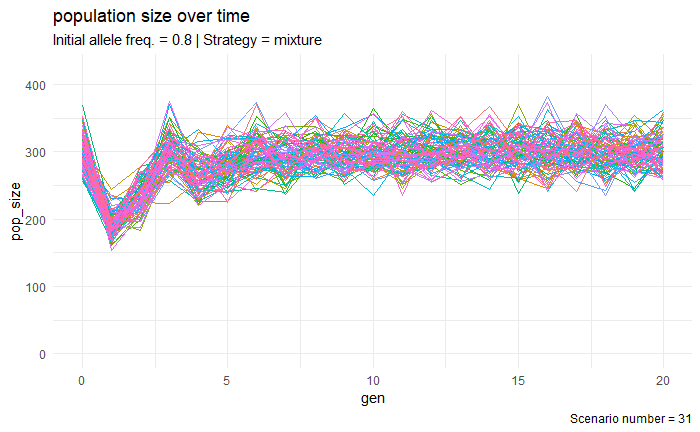 population size over time
Initial allele freq. = 0.8 | Strategy = mixture
400
300
200
100
0
pop_size
0 5 10 15 20
gen
Scenario number = 31